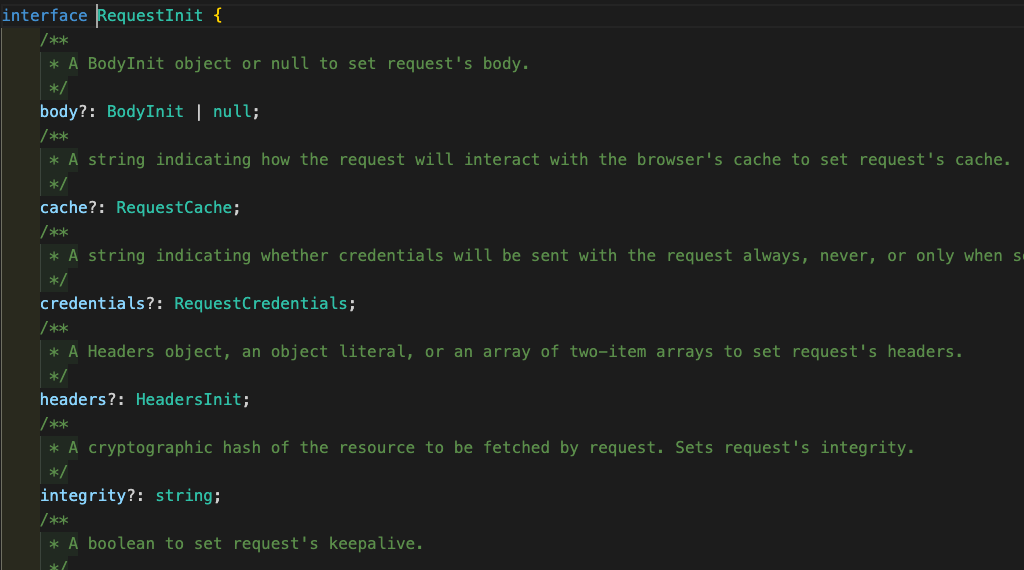 interface RequestInit {
/**
* A BodyInit object or null to set request's body.
*/
body?: BodyInit | null;
/**
* A string indicating how the request will interact with the browser's cache to set request's cache.
*/
cache?: RequestCache;
/**
* A string indicating whether credentials will be sent with the request always, never, or only when
*/
credentials?: RequestCredentials;
/**
* A Headers object, an object literal, or an array of two-item arrays to set request's headers.
*/
headers?: HeadersInit;
/**
* A cryptographic hash of the resource to be fetched by request. Sets request's integrity.
*/
integrity?: string;
/**
* A boolean to set request's keepalive.
*/